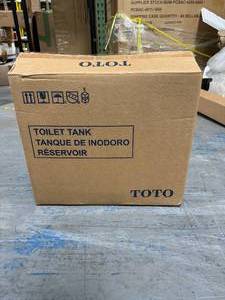 TOTO
TOILET TANK
TANQUE DE INODORO
RÉSERVOIR
TOTO